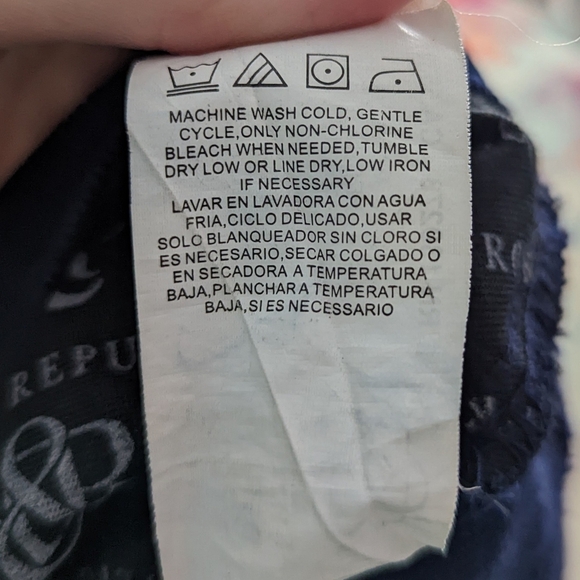 MACHINE WASH COLD, GENTLE
CYCLE,ONLY NON-CHLORINE
BLEACH WHEN NEEDED,TUMBLE
DRY LOW OR LINE DRY,LOW IRON
IF NECESSARY
LAVAR EN LAVADORA CON AGUA
FRIA,CICLO DELICADO,USAR
SOLO BLANQUEADOR SIN CLORO SI
ES NECESARIO,SECAR COLGADO O
EN SECADORA A TEMPERATURA
BAJA,PLANCHAR A TEMPERATURA
BAJA,SI ES NECESSARIO
REPU